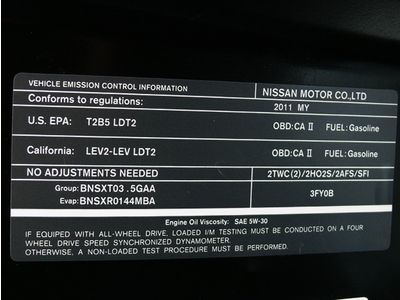 VEHICLE EMISSION CONTROL INFORMATION NISSAN MOTOR CO.,LTD
Conforms to regulations: 2011 MY
U.S. EPA: T2B5 LDT2 OBD:CA II FUEL: Gasoline
California: LEV2-LEV LDT2 OBD:CA II FUEL: Gasoline
NO ADJUSTMENTS NEEDED 2TWC(2)/2HO2S/2AFS/SFI
Group: BNSXT03 .5GAA 3FY0B
Evap: BNSXR0144MBA
Engine Oil Viscosity: SAE 5W-30
IF EQUIPPED WITH ALL-WHEEL DRIVE, LOADED I/M TESTING MUST BE CONDUCTED ON A FOUR
WHEEL DRIVE SPEED SYNCHRONIZED DYNAMOMETER.
OTHERWISE, A NON-LOADED TEST PROCEDURE MUST BE PERFORMED.